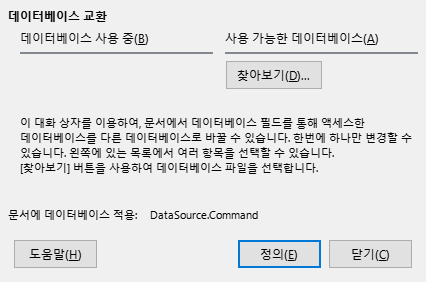 데이터베이스 교환
데이터베이스 사용 중(B)
사용 가능한 데이터베이스(A)
찾아보기(D)...
이 대화 상자를 이용하여, 문서에서 데이터베이스 필드를 통해 액세스한
데이터베이스를 다른 데이터베이스로 바꿀 수 있습니다. 한번에 하나만 변경할 수
있습니다. 왼쪽에 있는 목록에서 여러 항목을 선택할 수 있습니다.
[찾아보기] 버튼을 사용하여 데이터베이스 파일을 선택합니다.
문서에 데이터베이스 적용: DataSource.Command
도움말(H)
정의(E)
닫기(C)